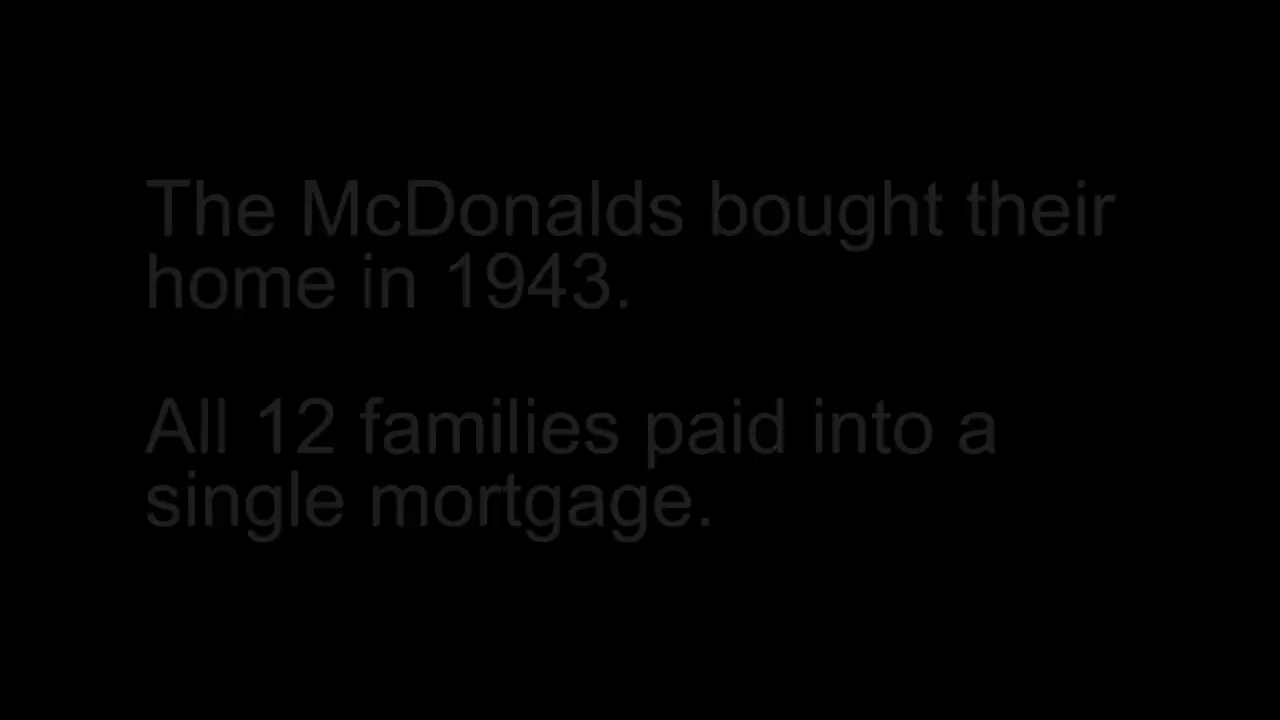 The McDonalds bought their
home in 1943.
All 12 families paid into a
single mortgage.